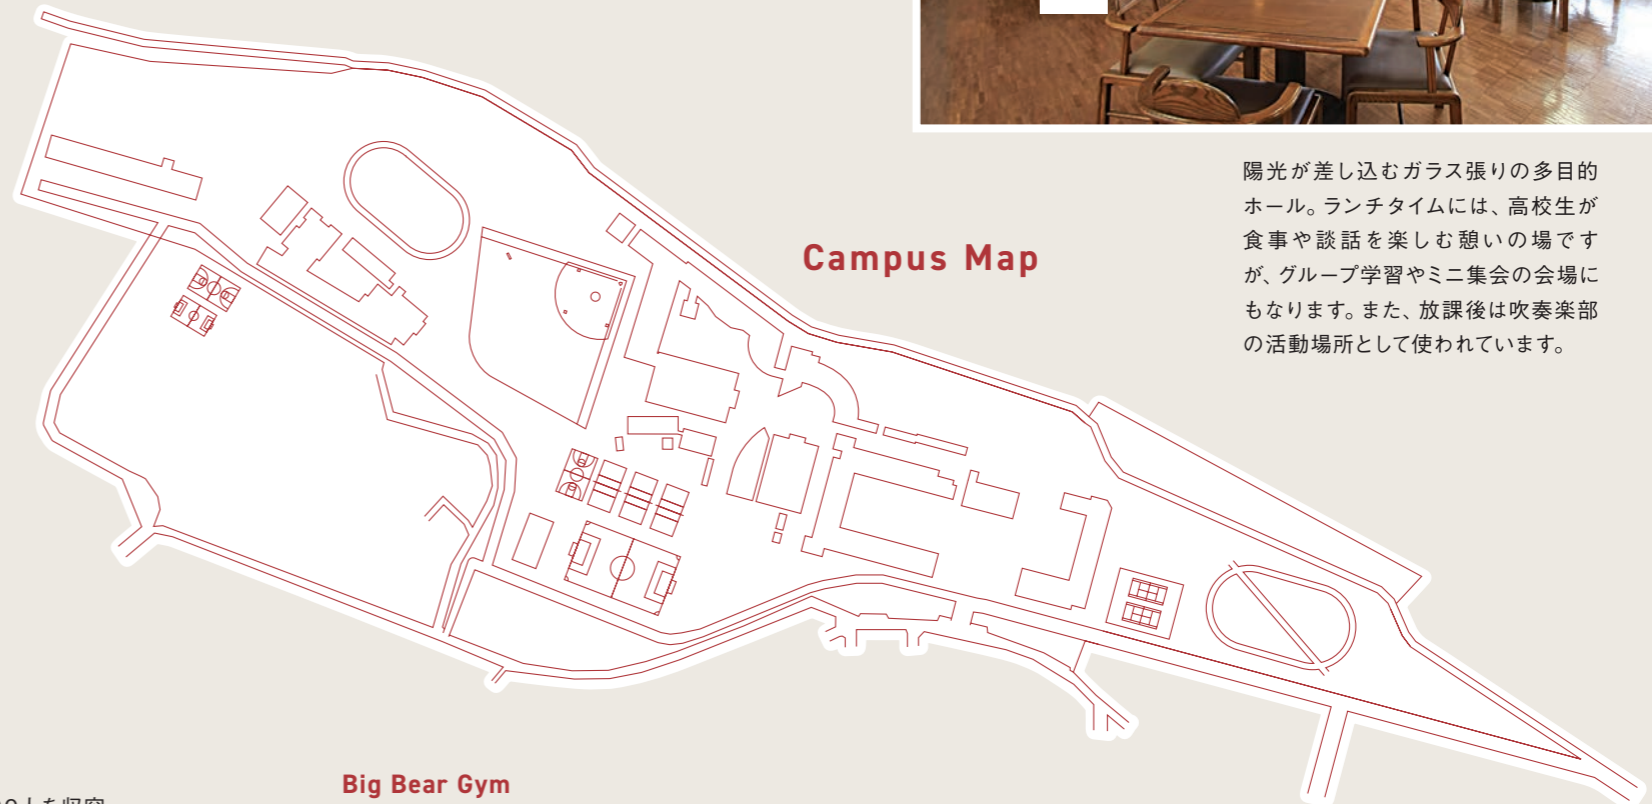 Campus Map
陽光が差し込むガラス張りの多目的
ホール。ランチタイムには、高校生が
食事や談話を楽しむ憩いの場です
が、グループ学習やミニ集会の会場に
もなります。また、放課後は吹奏楽部
の活動場所として使われています。
Big Bear Gym